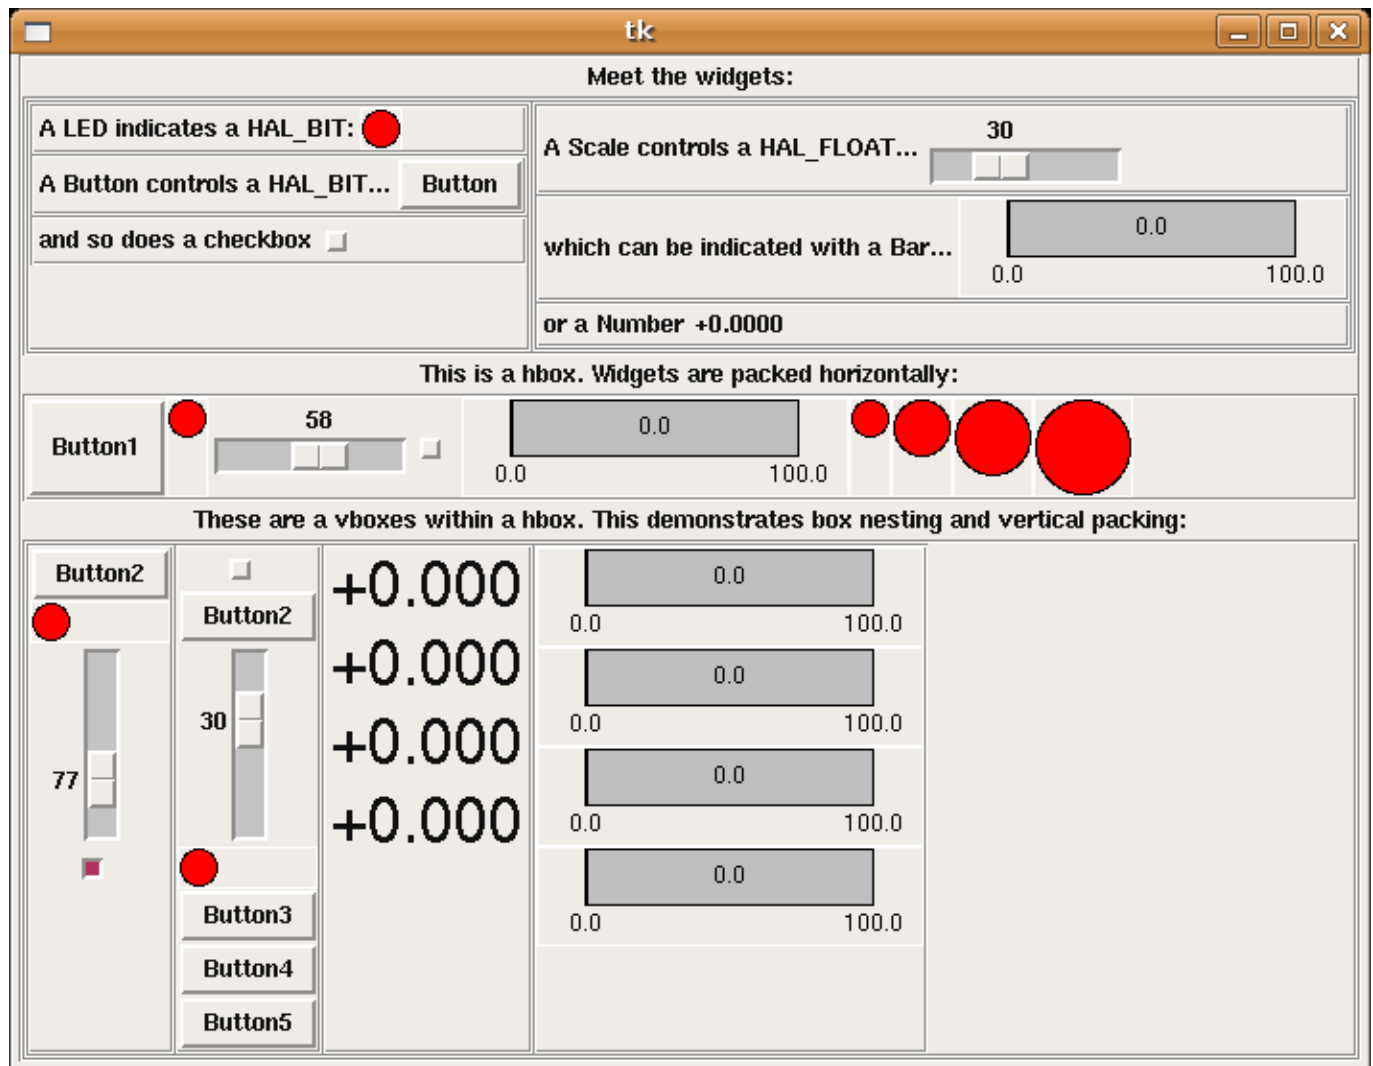 tk
Meet the widgets:
A LED indicates a HAL_BIT:
A Button controls a HAL_BIT... Button
and so does a checkbox
30
A Scale controls a HAL_FLOAT...
0.0
which can be indicated with a Bar...
0.0 100.0
or a Number +0.0000
This is a hbox. Widgets are packed horizontally:
Button1
58
0.0
0.0 100.0
These are a vboxes within a hbox. This demonstrates box nesting and vertical packing:
Button2
77
Button2
30
Button3
Button4
Button5
+0.000
+0.000
+0.000
+0.000
0.0
0.0 100.0
0.0
0.0 100.0
0.0
0.0 100.0
0.0
0.0 100.0